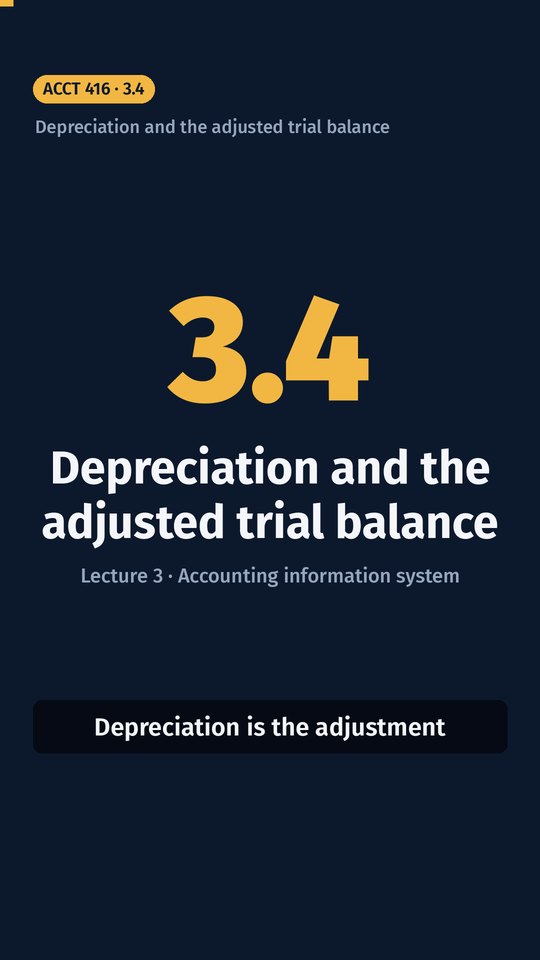 ACCT 416 · 3.4
Depreciation and the adjusted trial balance
3.4
Depreciation and the
adjusted trial balance
Lecture 3 · Accounting information system
Depreciation is the adjustment